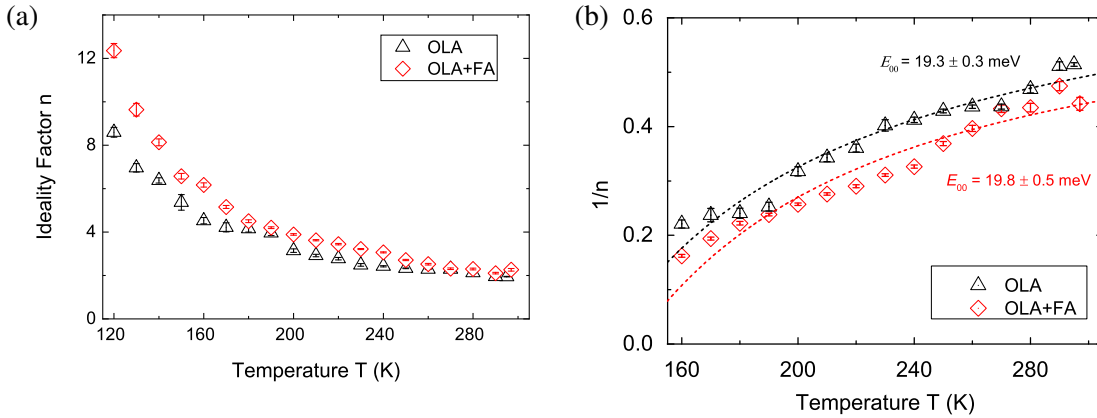 (a)
12
8
4
0
120
160
200
240
280
Ideality Factor n
Temperature T (K)
OLA
OLA+FA
(b)
0.6
0.4
0.2
0.0
160
200
240
280
1/n
Temperature T (K)
E₀₀ = 19.3 ± 0.3 meV
E₀₀ = 19.8 ± 0.5 meV
OLA
OLA+FA